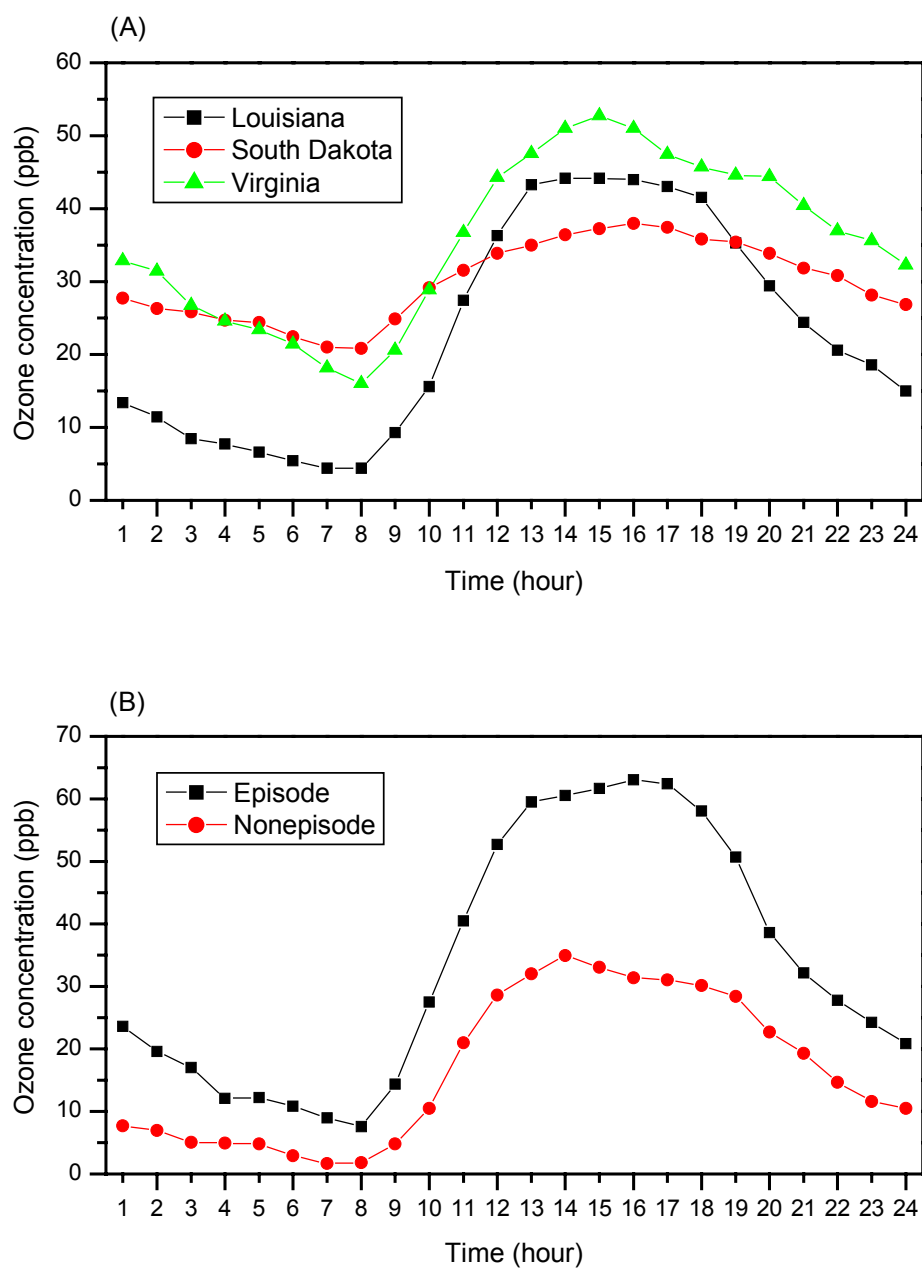 (A)
60
50
40
30
20
10
0
Ozone concentration (ppb)
Louisiana
South Dakota
Virginia
1 2 3 4 5 6 7 8 9 10 11 12 13 14 15 16 17 18 19 20 21 22 23 24
Time (hour)
(B)
70
60
50
40
30
20
10
0
Ozone concentration (ppb)
Episode
Nonepisode
1 2 3 4 5 6 7 8 9 10 11 12 13 14 15 16 17 18 19 20 21 22 23 24
Time (hour)